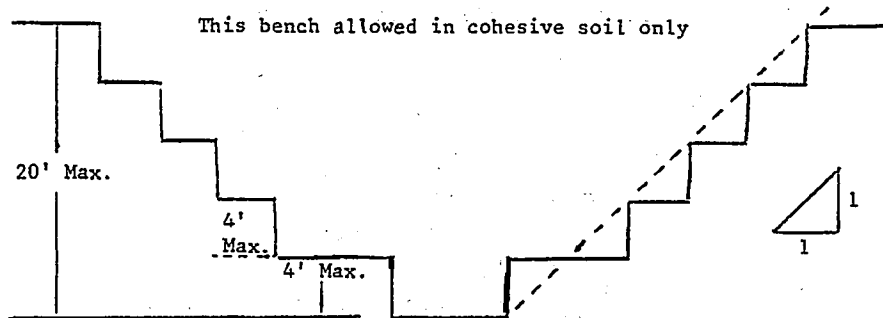 This bench allowed in cohesive soil only
20' Max.
4'
Max.
4' Max.
1
1